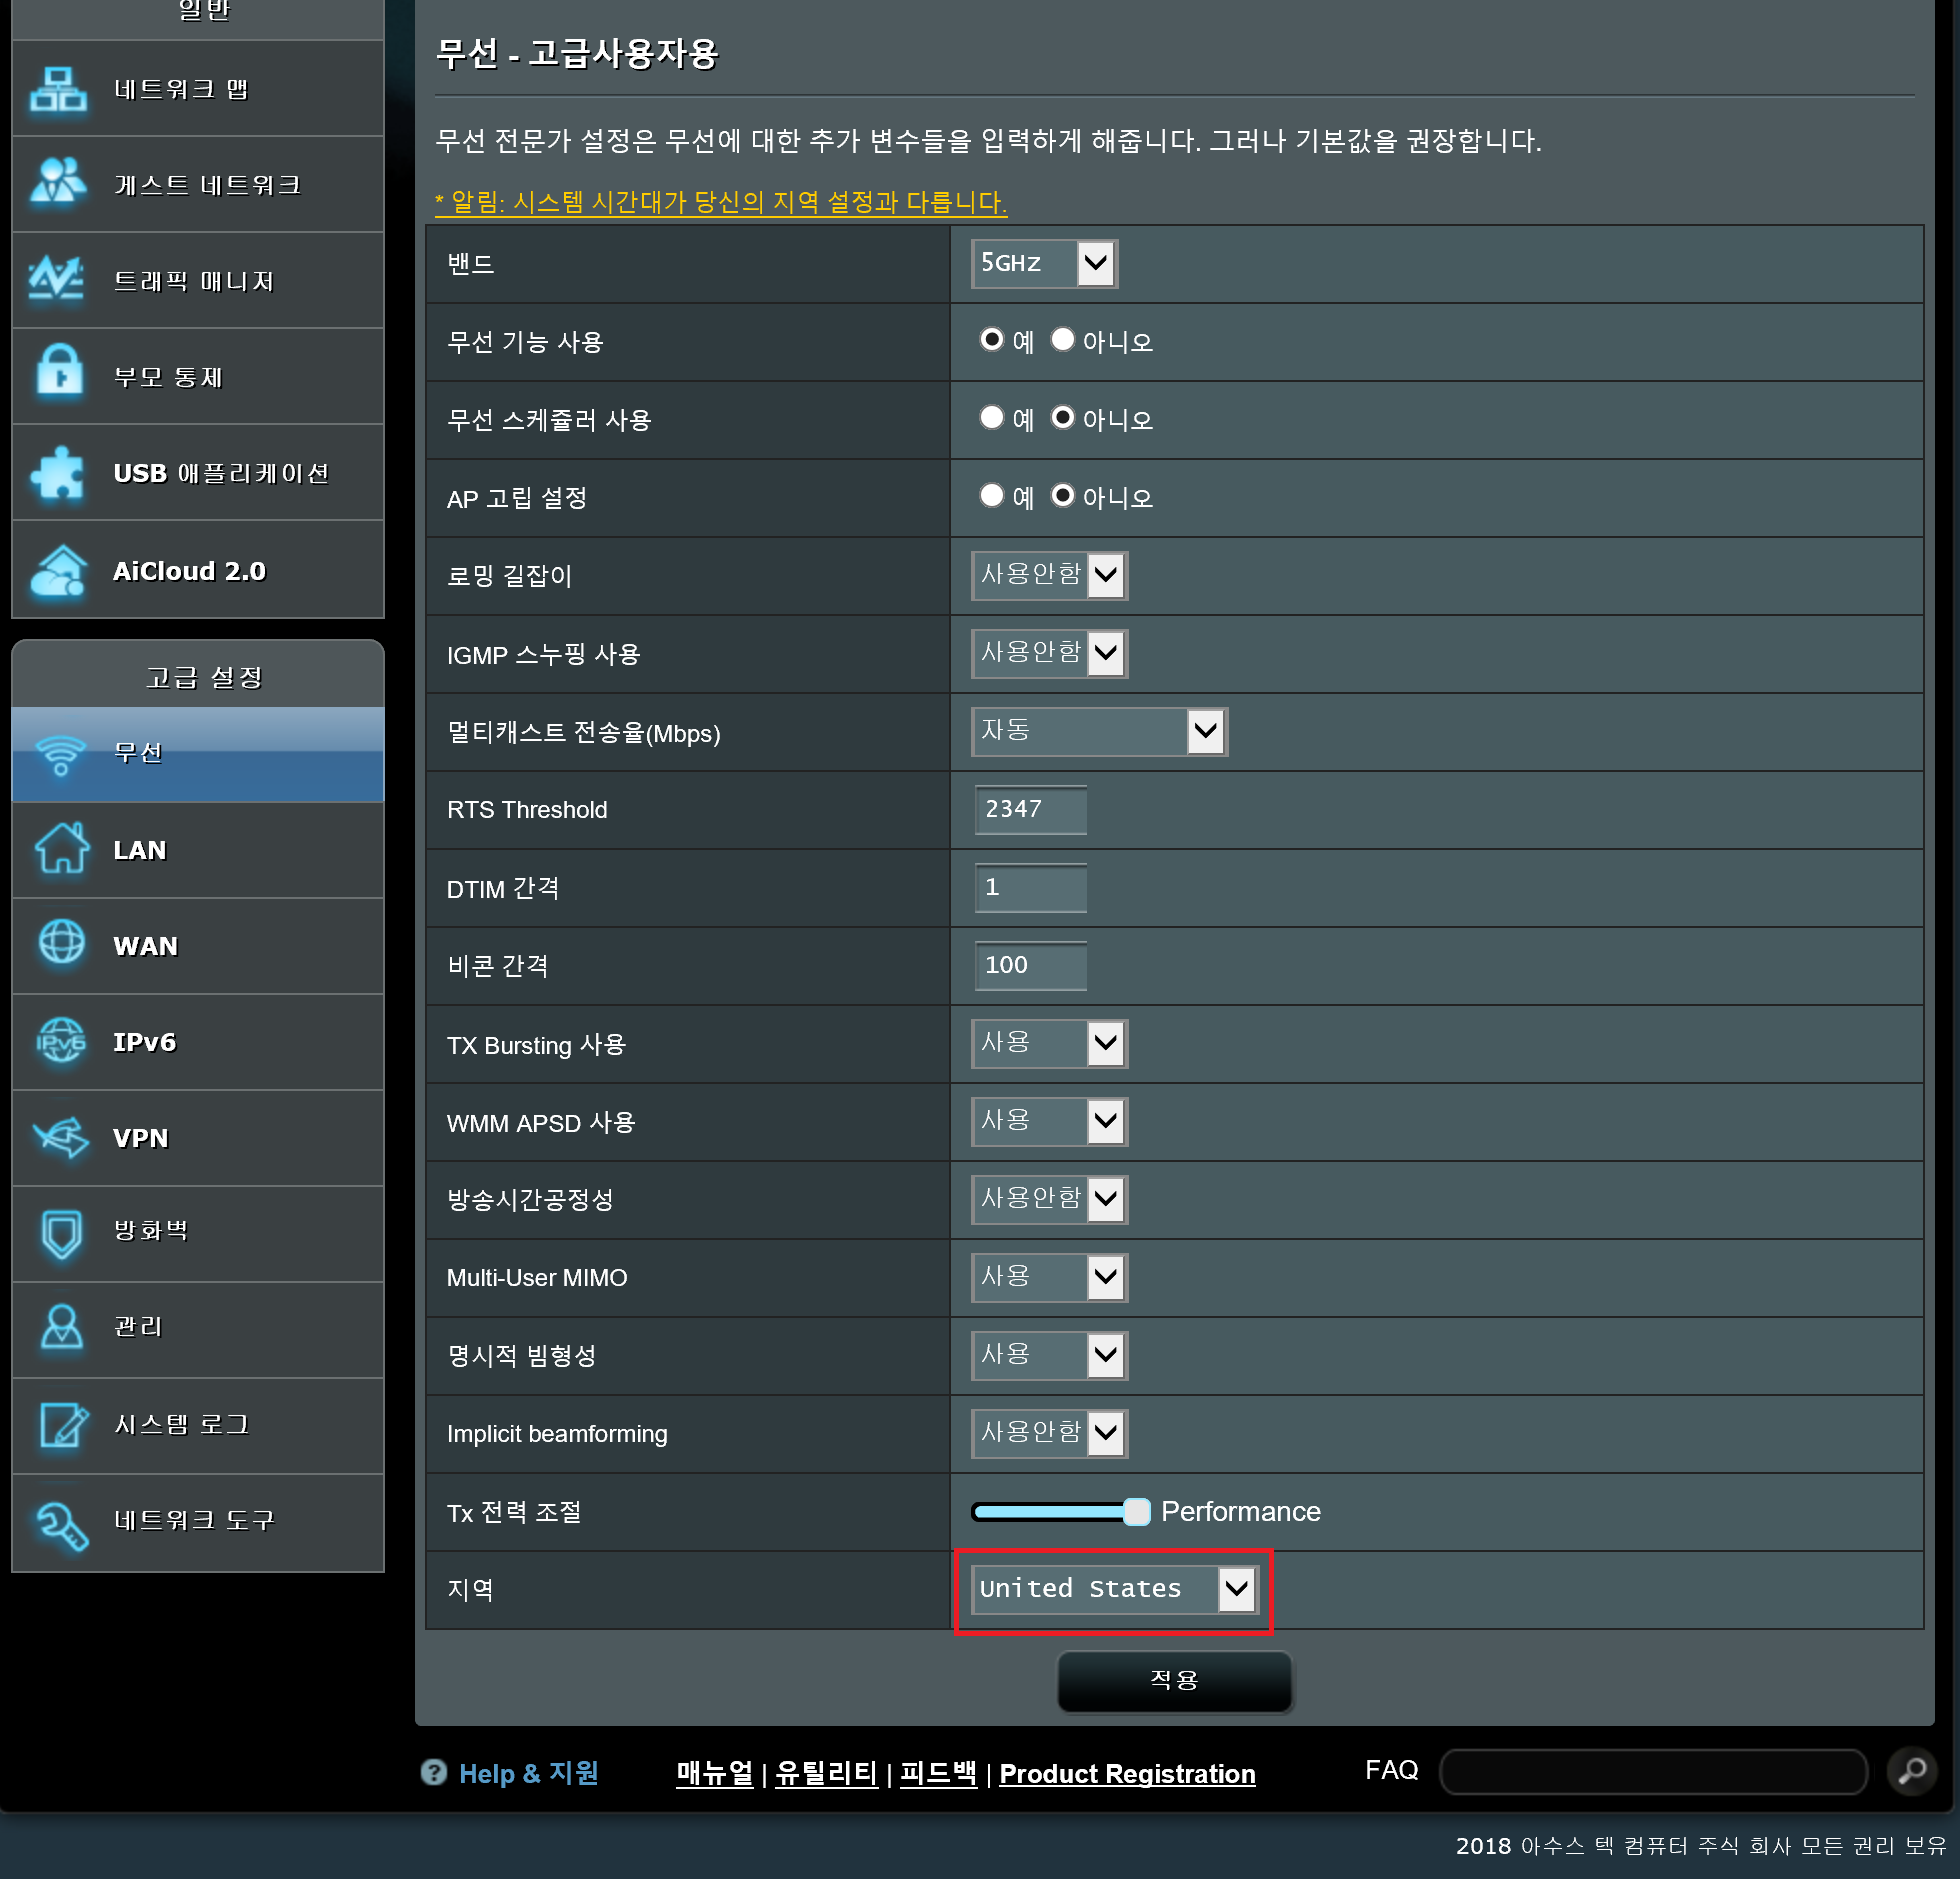 일반
네트워크 맵
게스트 네트워크
트래픽 매니저
부모 통제
USB 애플리케이션
AiCloud 2.0
고급 설정
무선
LAN
WAN
IPv6
VPN
방화벽
관리
시스템 로그
네트워크 도구
무선 - 고급사용자용
무선 전문가 설정은 무선에 대한 추가 변수들을 입력하게 해줍니다. 그러나 기본값을 권장합니다.
* 알림: 시스템 시간대가 당신의 지역 설정과 다릅니다.
밴드 5GHz
무선 기능 사용 예 아니오
무선 스케쥴러 사용 예 아니오
AP 고립 설정 예 아니오
로밍 길잡이 사용안함
IGMP 스누핑 사용 사용안함
멀티캐스트 전송율(Mbps) 자동
RTS Threshold 2347
DTIM 간격 1
비콘 간격 100
TX Bursting 사용 사용
WMM APSD 사용 사용
방송시간공정성 사용안함
Multi-User MIMO 사용
명시적 빔형성 사용
Implicit beamforming 사용안함
Tx 전력 조절 Performance
지역 United States
적용
Help & 지원 매뉴얼 | 유틸리티 | 피드백 | Product Registration FAQ
2018 아수스 텍 컴퓨터 주식 회사 모든 권리 보유